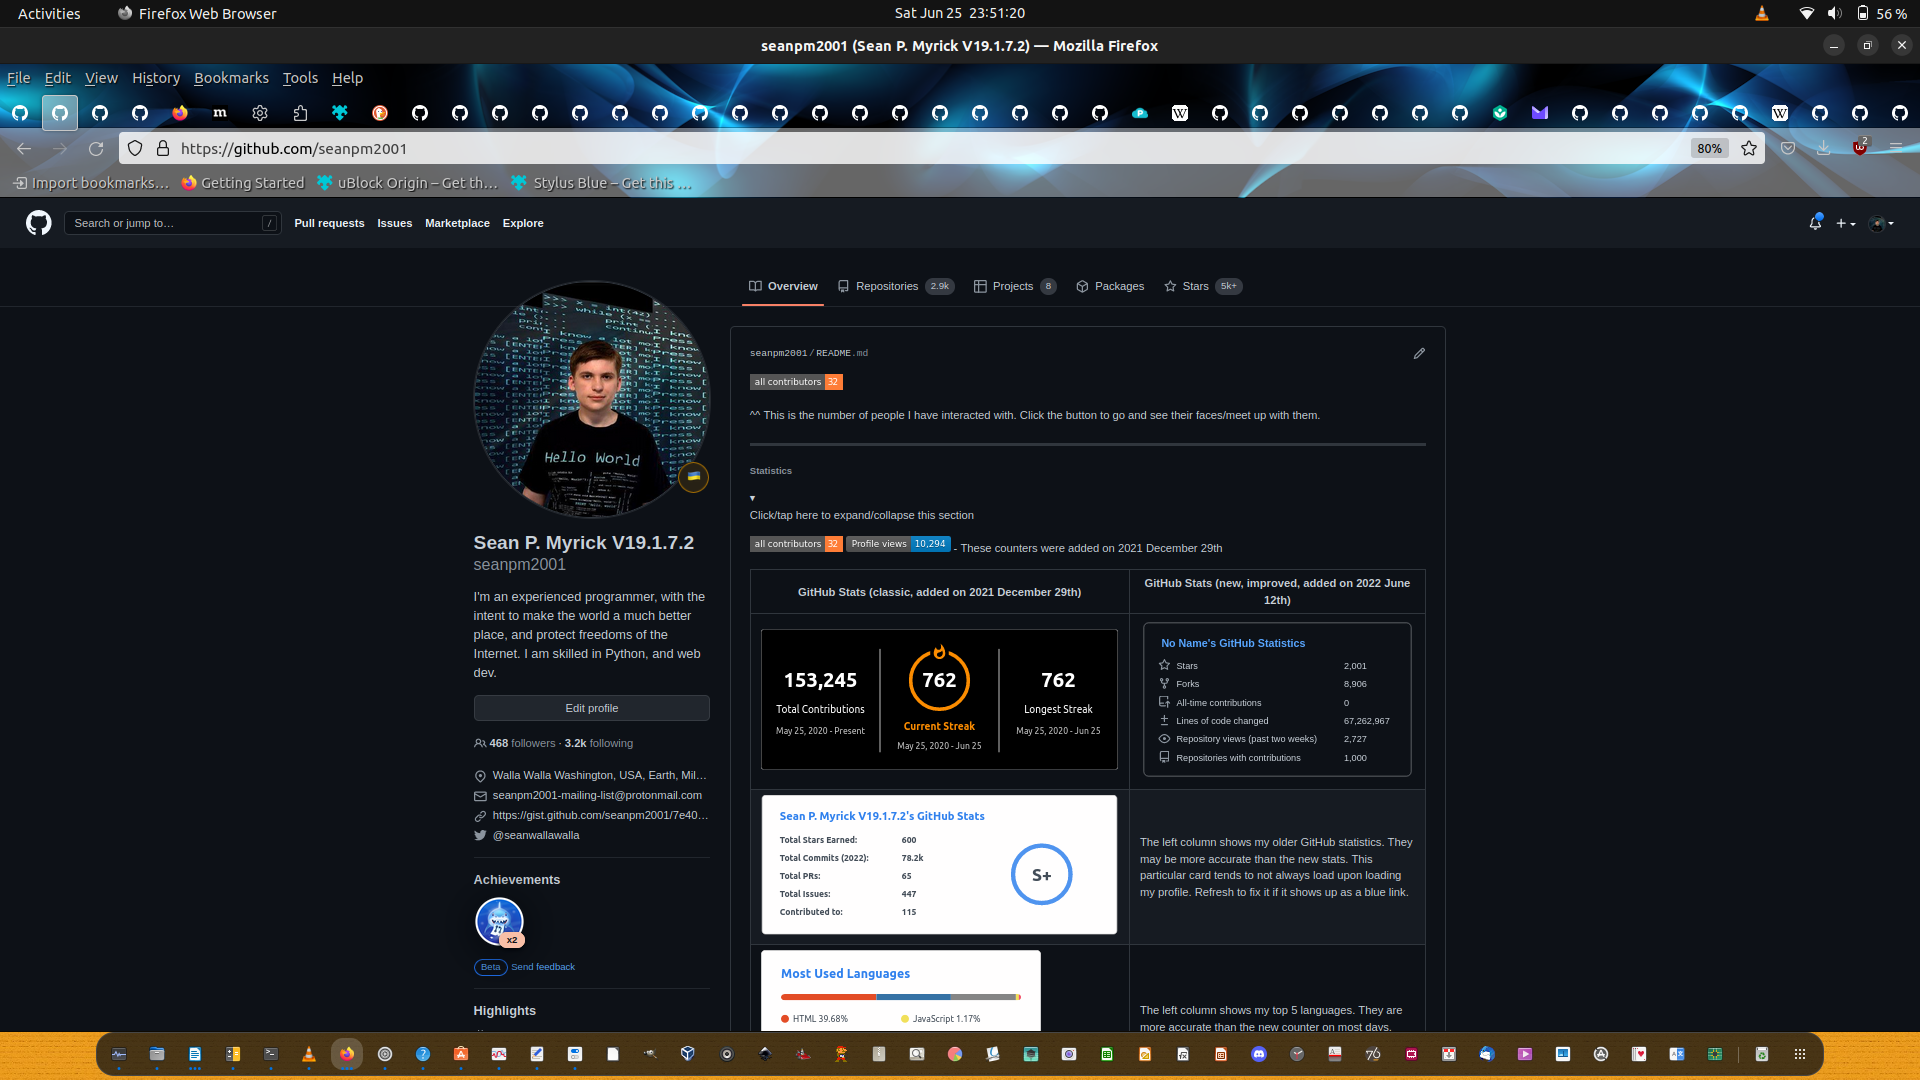 Activities
Firefox Web Browser
Sat Jun 25 23:51:20
56 %
seanpm2001 (Sean P. Myrick V19.1.7.2) — Mozilla Firefox
File Edit View History Bookmarks Tools Help
https://github.com/seanpm2001
80%
2
Import bookmarks…
Getting Started
uBlock Origin – Get th…
Stylus Blue – Get this …
Search or jump to…
/
Pull requests
Issues
Marketplace
Explore
Overview
Repositories 2.9k
Projects 8
Packages
Stars 5k+
Hello World
Sean P. Myrick V19.1.7.2
seanpm2001
I'm an experienced programmer, with the
intent to make the world a much better
place, and protect freedoms of the
Internet. I am skilled in Python, and web
dev.
Edit profile
468 followers · 3.2k following
Walla Walla Washington, USA, Earth, Mil…
seanpm2001-mailing-list@protonmail.com
https://gist.github.com/seanpm2001/7e40…
@seanwallawalla
Achievements
x2
Beta Send feedback
Highlights
seanpm2001/README.md
all contributors 32
^^ This is the number of people I have interacted with. Click the button to go and see their faces/meet up with them.
Statistics
▾
Click/tap here to expand/collapse this section
all contributors 32 Profile views 10,294 - These counters were added on 2021 December 29th
GitHub Stats (classic, added on 2021 December 29th)
GitHub Stats (new, improved, added on 2022 June
12th)
153,245
Total Contributions
May 25, 2020 - Present
762
Current Streak
May 25, 2020 - Jun 25
762
Longest Streak
May 25, 2020 - Jun 25
No Name's GitHub Statistics
Stars 2,001
Forks 8,906
All-time contributions 0
Lines of code changed 67,262,967
Repository views (past two weeks) 2,727
Repositories with contributions 1,000
Sean P. Myrick V19.1.7.2's GitHub Stats
Total Stars Earned: 600
Total Commits (2022): 78.2k
Total PRs: 65
Total Issues: 447
Contributed to: 115
S+
The left column shows my older GitHub statistics. They
may be more accurate than the new stats. This
particular card tends to not always load upon loading
my profile. Refresh to fix it if it shows up as a blue link.
Most Used Languages
HTML 39.68%
JavaScript 1.17%
The left column shows my top 5 languages. They are
more accurate than the new counter on most days.